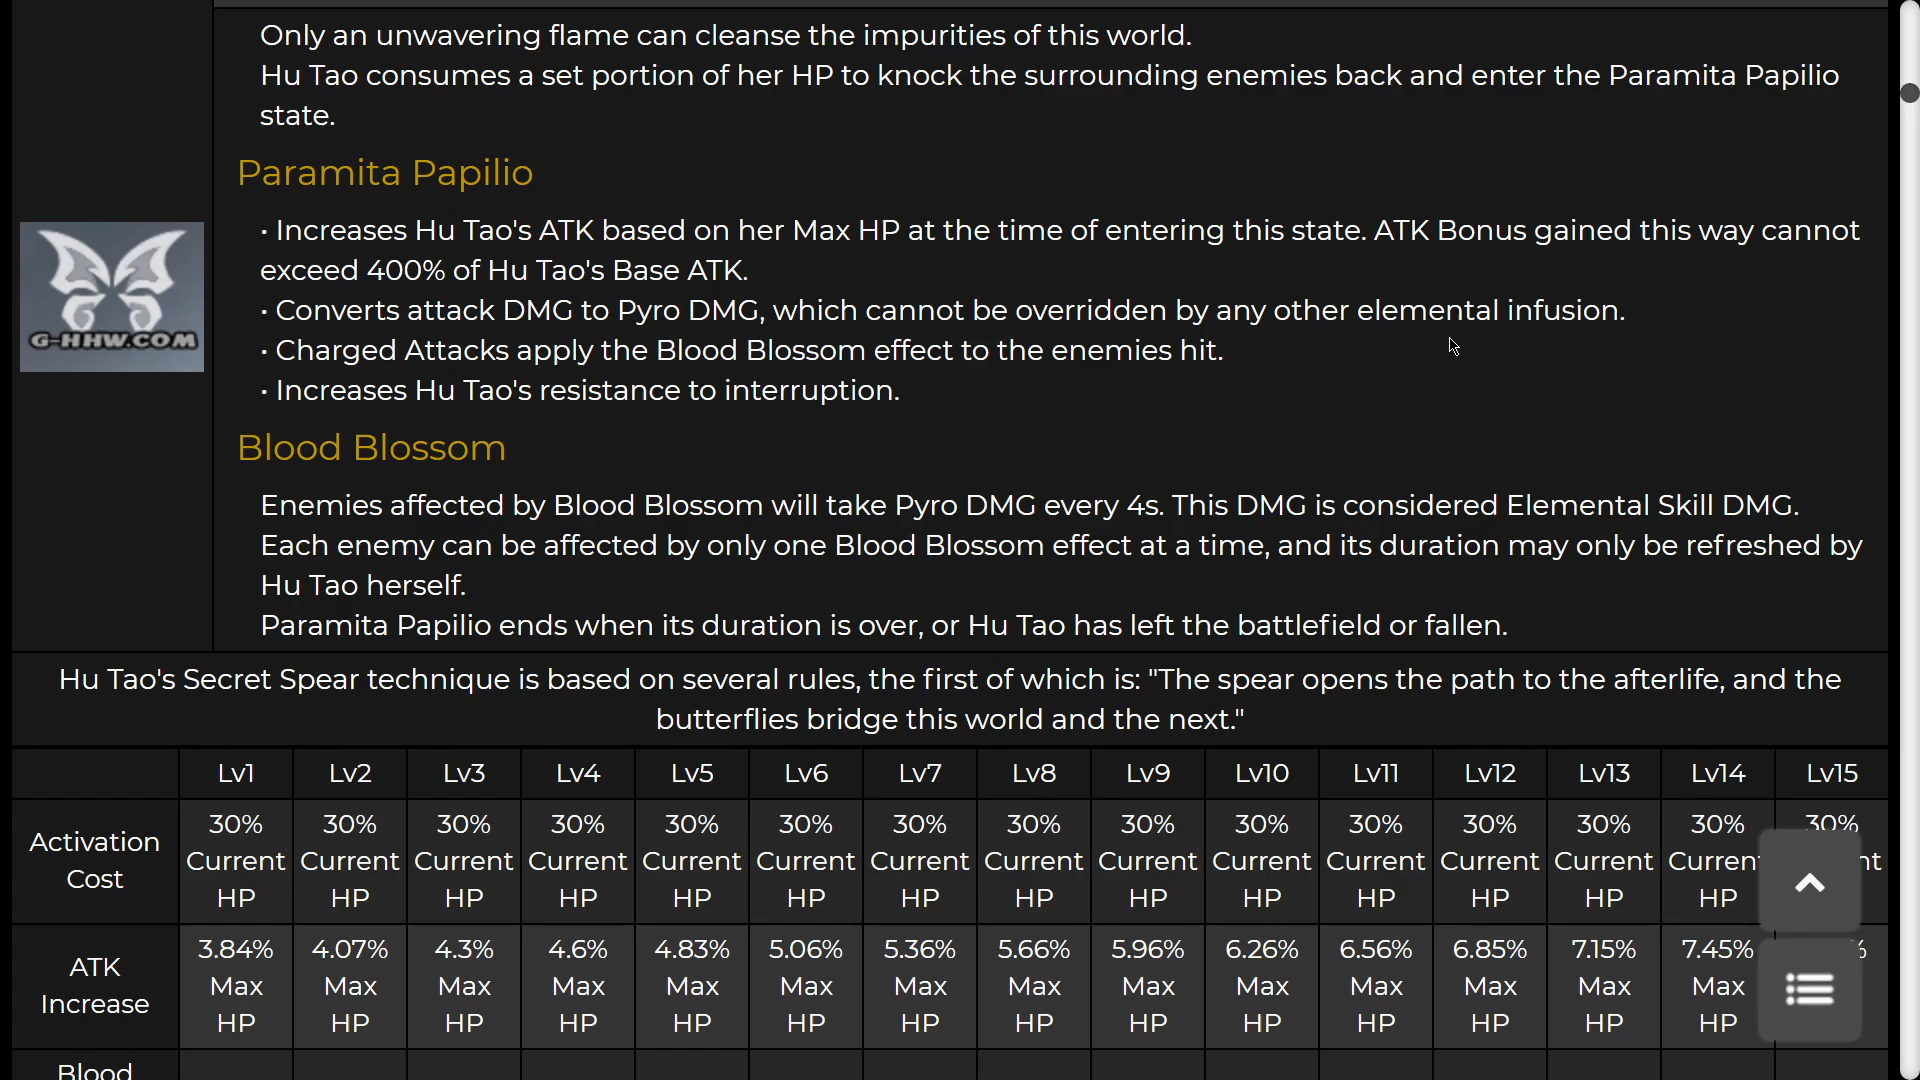 Only an unwavering flame can cleanse the impurities of this world.
Hu Tao consumes a set portion of her HP to knock the surrounding enemies back and enter the Paramita Papilio
state.
Paramita Papilio
• Increases Hu Tao's ATK based on her Max HP at the time of entering this state. ATK Bonus gained this way cannot
exceed 400% of Hu Tao's Base ATK.
• Converts attack DMG to Pyro DMG, which cannot be overridden by any other elemental infusion.
• Charged Attacks apply the Blood Blossom effect to the enemies hit.
• Increases Hu Tao's resistance to interruption.
G-HHW.COM
Blood Blossom
Enemies affected by Blood Blossom will take Pyro DMG every 4s. This DMG is considered Elemental Skill DMG.
Each enemy can be affected by only one Blood Blossom effect at a time, and its duration may only be refreshed by
Hu Tao herself.
Paramita Papilio ends when its duration is over, or Hu Tao has left the battlefield or fallen.
Hu Tao's Secret Spear technique is based on several rules, the first of which is: "The spear opens the path to the afterlife, and the
butterflies bridge this world and the next."
Lv1 Lv2 Lv3 Lv4 Lv5 Lv6 Lv7 Lv8 Lv9 Lv10 Lv11 Lv12 Lv13 Lv14 Lv15
Activation
Cost
30% 30% 30% 30% 30% 30% 30% 30% 30% 30% 30% 30% 30% 30% 30%
Current Current Current Current Current Current Current Current Current Current Current Current Current Current
HP HP HP HP HP HP HP HP HP HP HP HP HP HP
ATK
Increase
3.84% 4.07% 4.3% 4.6% 4.83% 5.06% 5.36% 5.66% 5.96% 6.26% 6.56% 6.85% 7.15% 7.45%
Max Max Max Max Max Max Max Max Max Max Max Max Max Max
HP HP HP HP HP HP HP HP HP HP HP HP HP HP
Blood